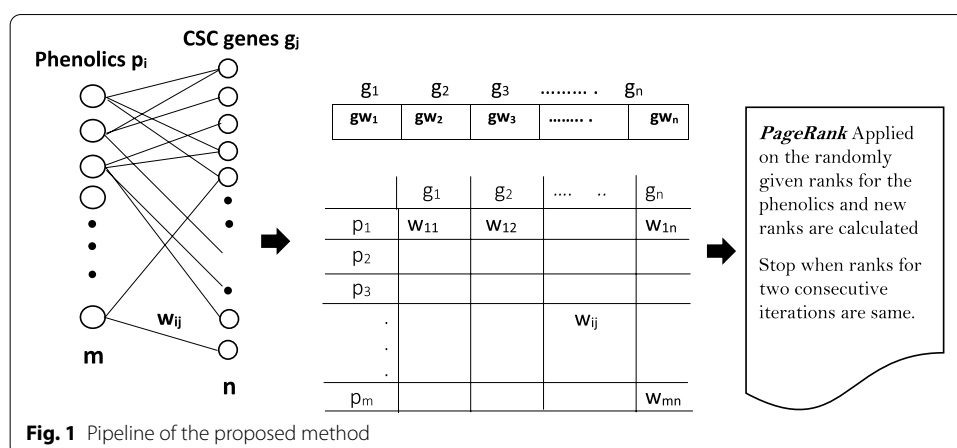 CSC genes gj
Phenolics pi
wij
m
n
g1 g2 g3 ......... . gn
gw1 gw2 gw3 ........ . gwn
g1 g2 .... .. gn
p1 w11 w12 w1n
p2
p3
. wij
.
.
pm wmn
PageRank Applied
on the randomly
given ranks for the
phenolics and new
ranks are calculated
Stop when ranks for
two consecutive
iterations are same.
Fig. 1 Pipeline of the proposed method